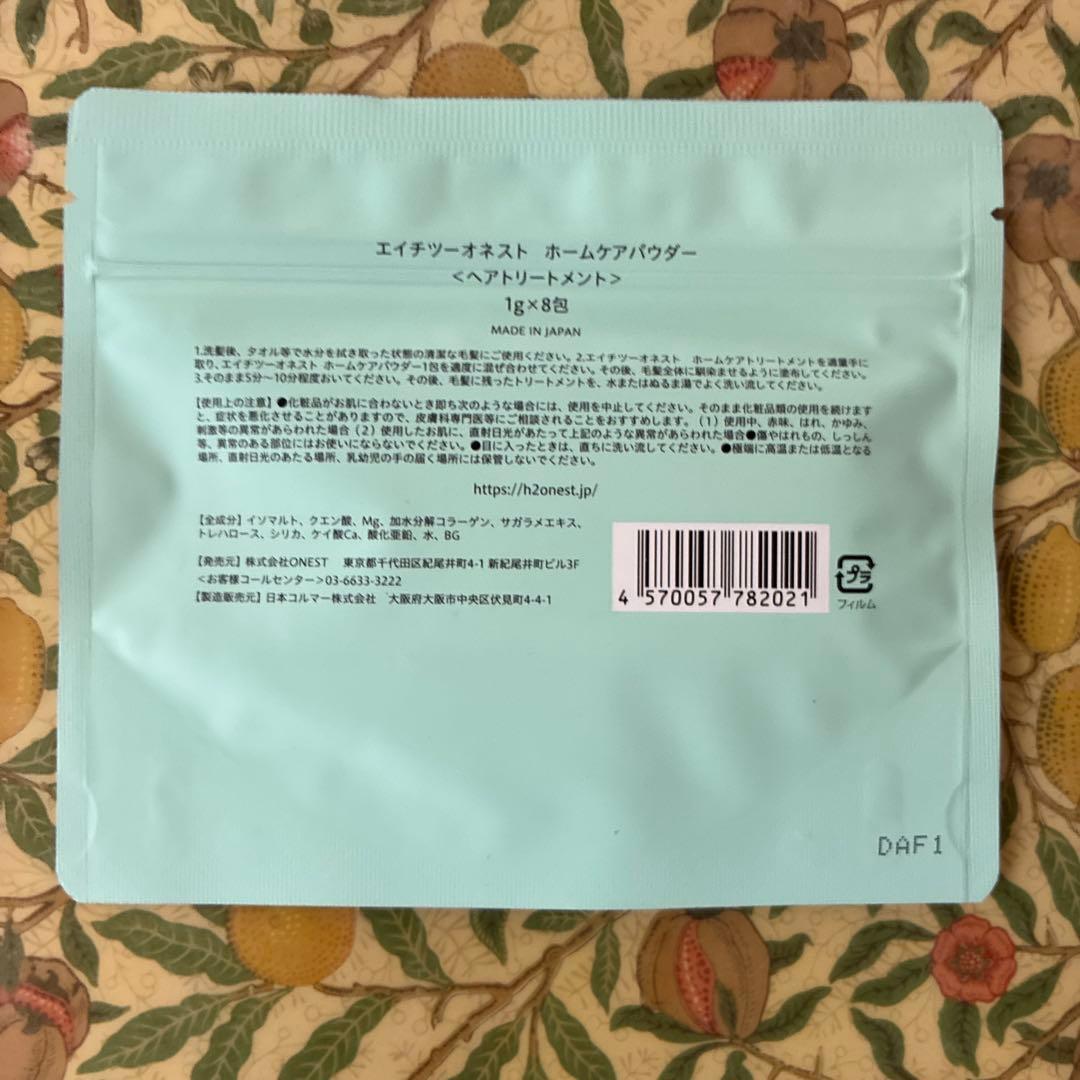 エイチツーオネスト　ホームケアパウダー
＜ヘアトリートメント＞
1g×8包
MADE IN JAPAN
1.洗髪後、タオル等で水分を拭き取った状態の清潔な毛髪にご使用ください。2.エイチツーオネスト　ホームケアトリートメントを適量手に
取り、エイチツーオネスト ホームケアパウダー1包を適度に混ぜ合わせてください。その後、毛髪全体に馴染ませるように塗布してください。
3.そのまま5分〜10分程度おいてください。その後、毛髪に残ったトリートメントを、水またはぬるま湯でよく洗い流してください。
【使用上の注意】●化粧品がお肌に合わないとき即ち次のような場合には、使用を中止してください。そのまま化粧品類の使用を続けます
と、症状を悪化させることがありますので、皮膚科専門医等にご相談されることをおすすめします。（1）使用中、赤味、はれ、かゆみ、
刺激等の異常があらわれた場合（2）使用したお肌に、直射日光があたって上記のような異常があらわれた場合●傷やはれもの、しっしん
等、異常のある部位にはお使いにならないでください。●目に入ったときは、直ちに洗い流してください。●極端に高温または低温となる
場所、直射日光のあたる場所、乳幼児の手の届く場所には保管しないでください。
https://h2onest.jp/
【全成分】イソマルト、クエン酸、Mg、加水分解コラーゲン、サガラメエキス、
トレハロース、シリカ、ケイ酸Ca、酸化亜鉛、水、BG
【発売元】株式会社ONEST　東京都千代田区紀尾井町4-1 新紀尾井町ビル3F
＜お客様コールセンター＞03-6633-3222
【製造販売元】日本コルマー株式会社　大阪府大阪市中央区伏見町4-4-1
4 570057 782021
プラ
フィルム
DAF1